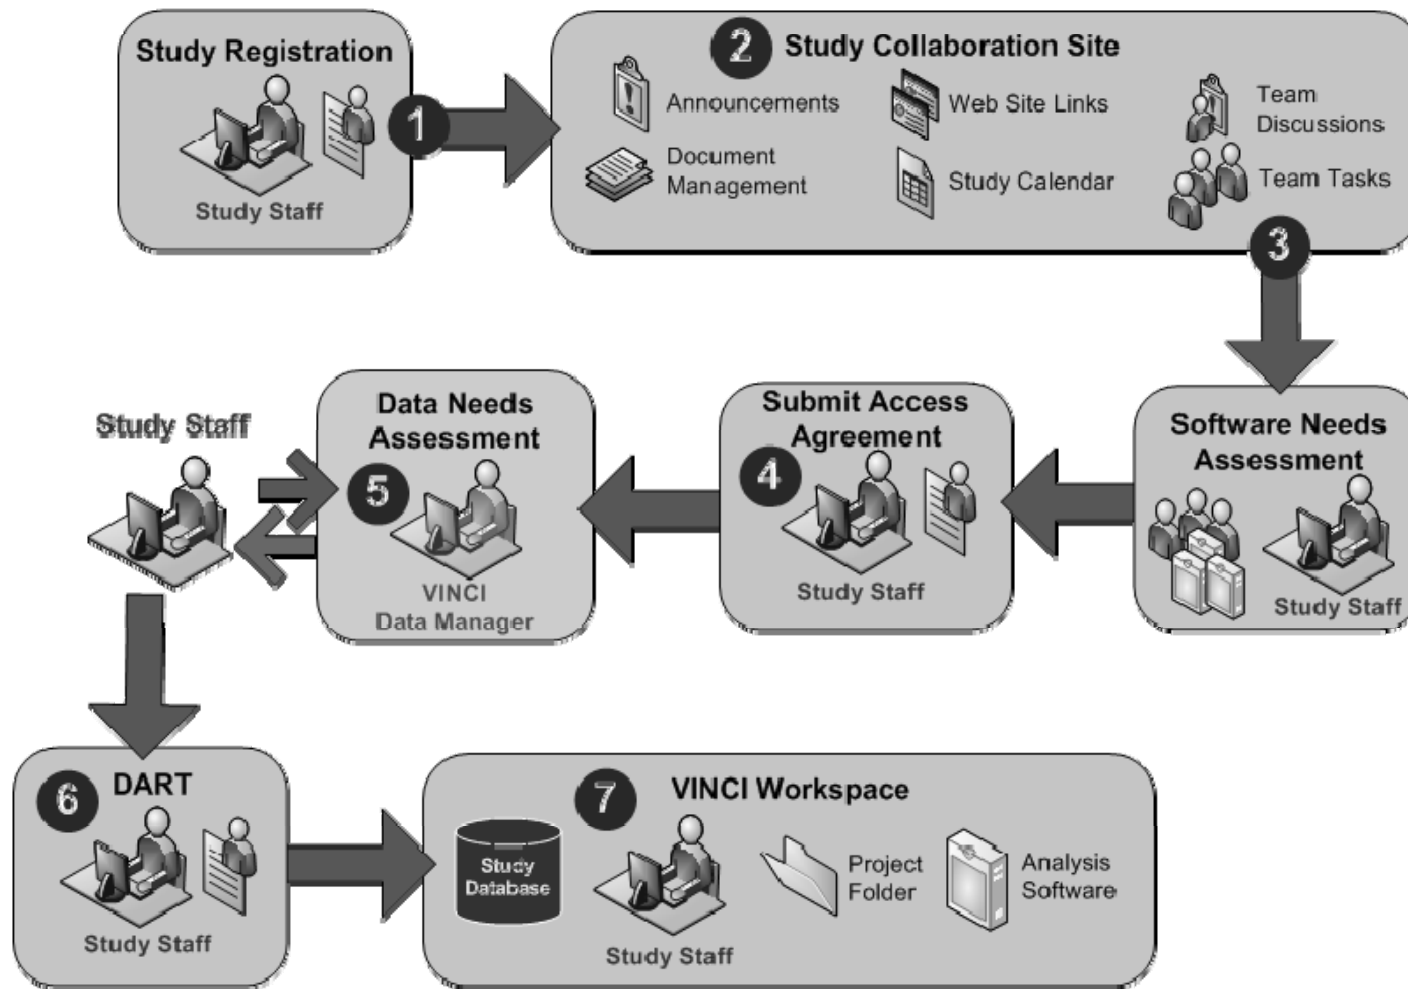 Study Registration
1
Study Staff
2
Study Collaboration Site
Announcements
Web Site Links
Team
Discussions
Document
Management
Study Calendar
Team Tasks
3
Software Needs
Assessment
Study Staff
Submit Access
Agreement
4
Study Staff
Data Needs
Assessment
5
VINCI
Data Manager
Study Staff
6
DART
Study Staff
7
VINCI Workspace
Study
Database
Study Staff
Project
Folder
Analysis
Software